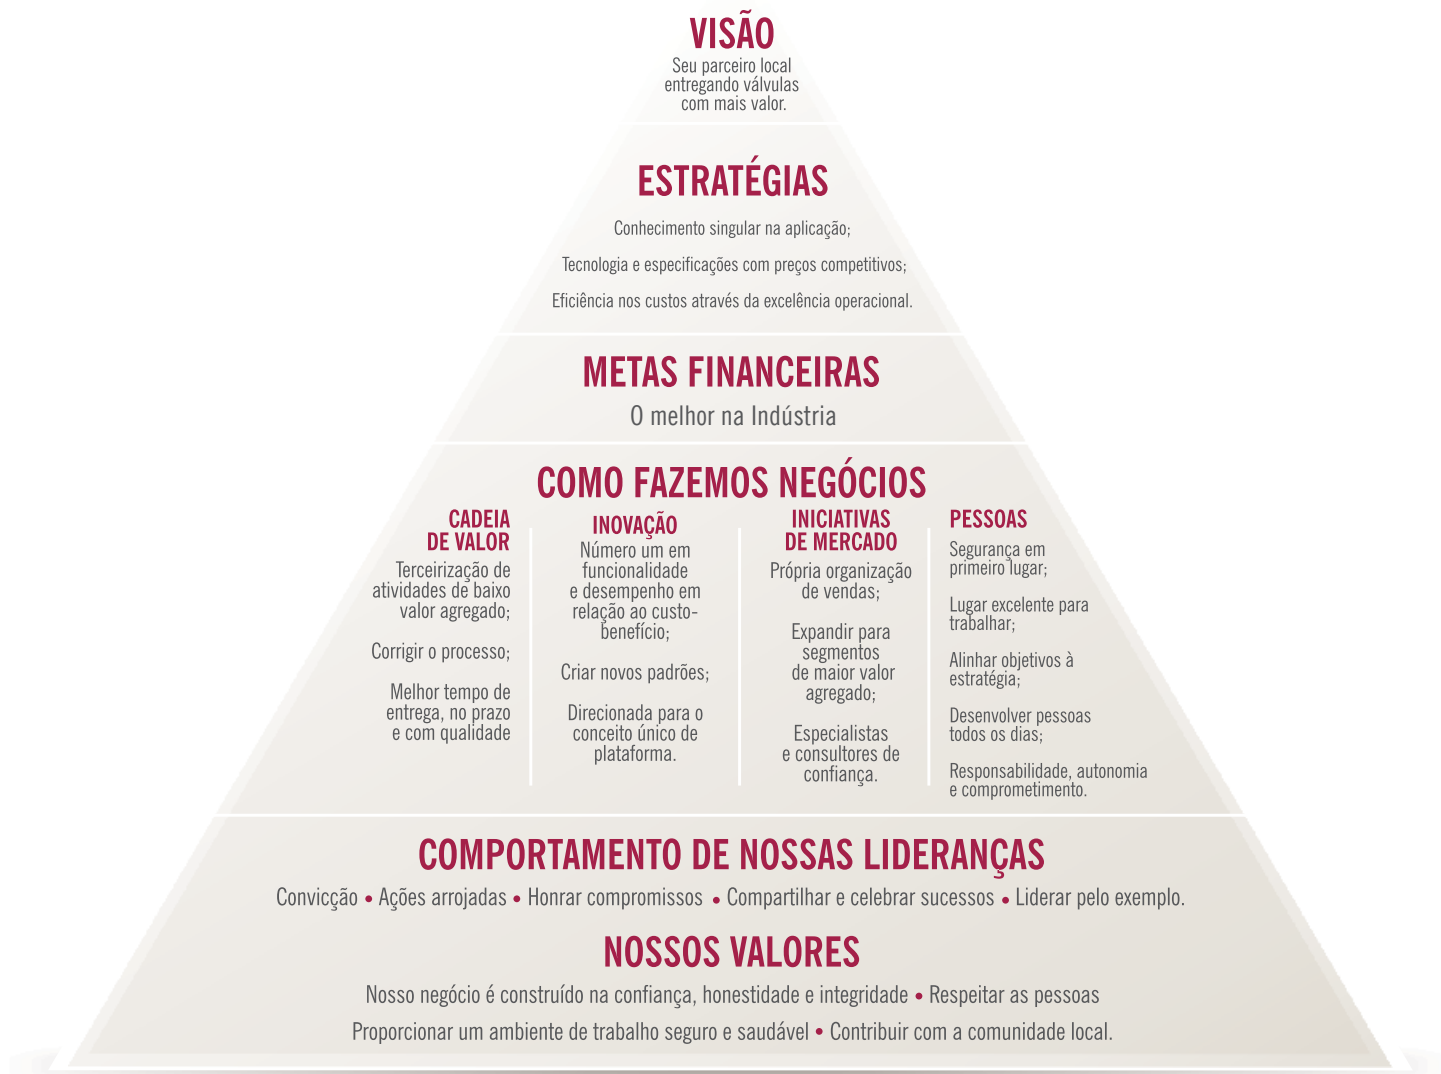 VISÃO
Seu parceiro local
entregando válvulas
com mais valor.
ESTRATÉGIAS
Conhecimento singular na aplicação;
Tecnologia e especificações com preços competitivos;
Eficiência nos custos através da excelência operacional.
METAS FINANCEIRAS
O melhor na Indústria
COMO FAZEMOS NEGÓCIOS
CADEIA
DE VALOR
Terceirização de
atividades de baixo
valor agregado;
Corrigir o processo;
Melhor tempo de
entrega, no prazo
e com qualidade
INOVAÇÃO
Número um em
funcionalidade
e desempenho em
relação ao custo-
benefício;
Criar novos padrões;
Direcionada para o
conceito único de
plataforma.
INICIATIVAS
DE MERCADO
Própria organização
de vendas;
Expandir para
segmentos
de maior valor
agregado;
Especialistas
e consultores de
confiança.
PESSOAS
Segurança em
primeiro lugar;
Lugar excelente para
trabalhar;
Alinhar objetivos à
estratégia;
Desenvolver pessoas
todos os dias;
Responsabilidade, autonomia
e comprometimento.
COMPORTAMENTO DE NOSSAS LIDERANÇAS
Convicção • Ações arrojadas • Honrar compromissos • Compartilhar e celebrar sucessos • Liderar pelo exemplo.
NOSSOS VALORES
Nosso negócio é construído na confiança, honestidade e integridade • Respeitar as pessoas
Proporcionar um ambiente de trabalho seguro e saudável • Contribuir com a comunidade local.